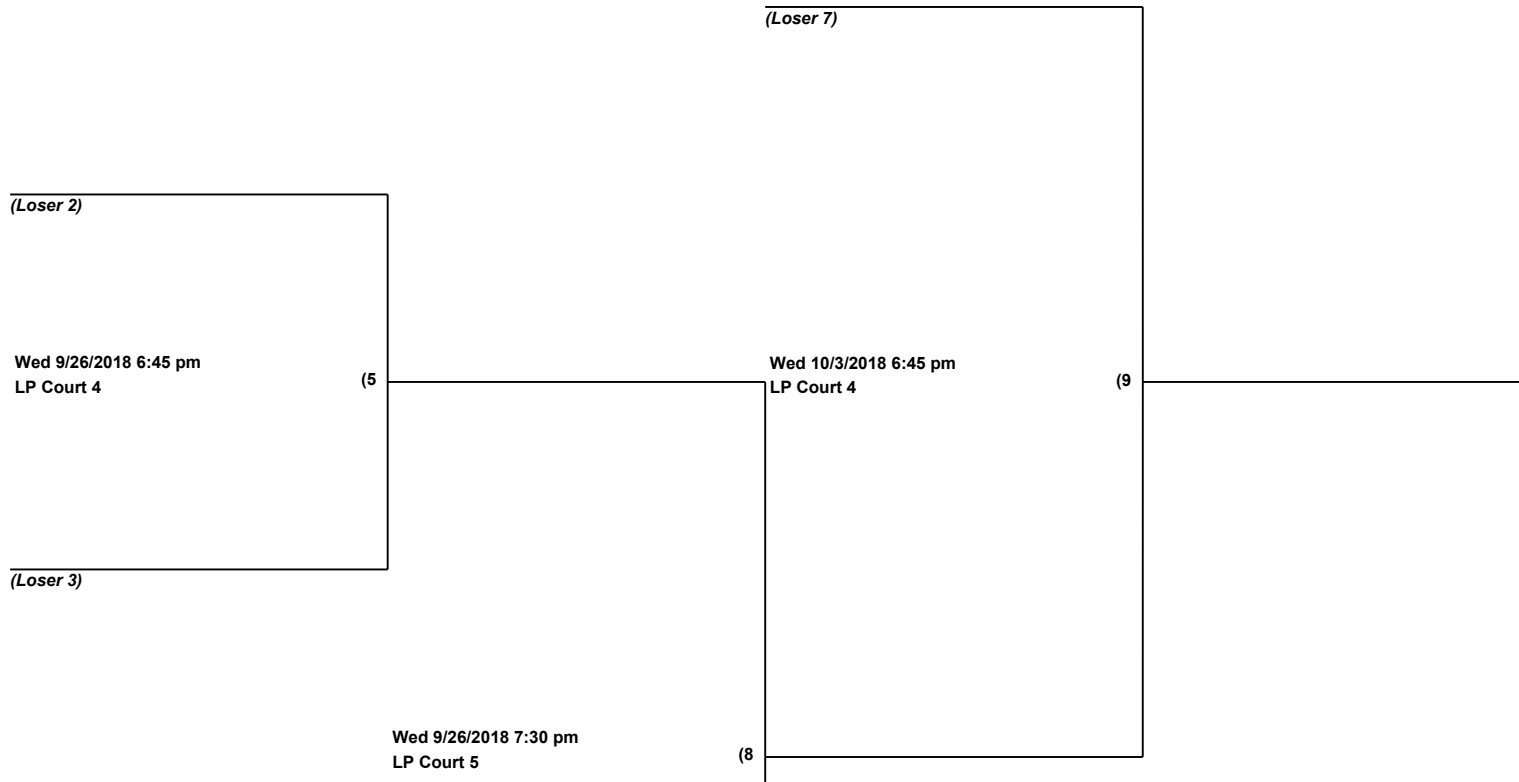 (Loser 7)
(Loser 2)
Wed 9/26/2018 6:45 pm
LP Court 4
(5
Wed 10/3/2018 6:45 pm
LP Court 4
(9
(Loser 3)
Wed 9/26/2018 7:30 pm
LP Court 5
(8